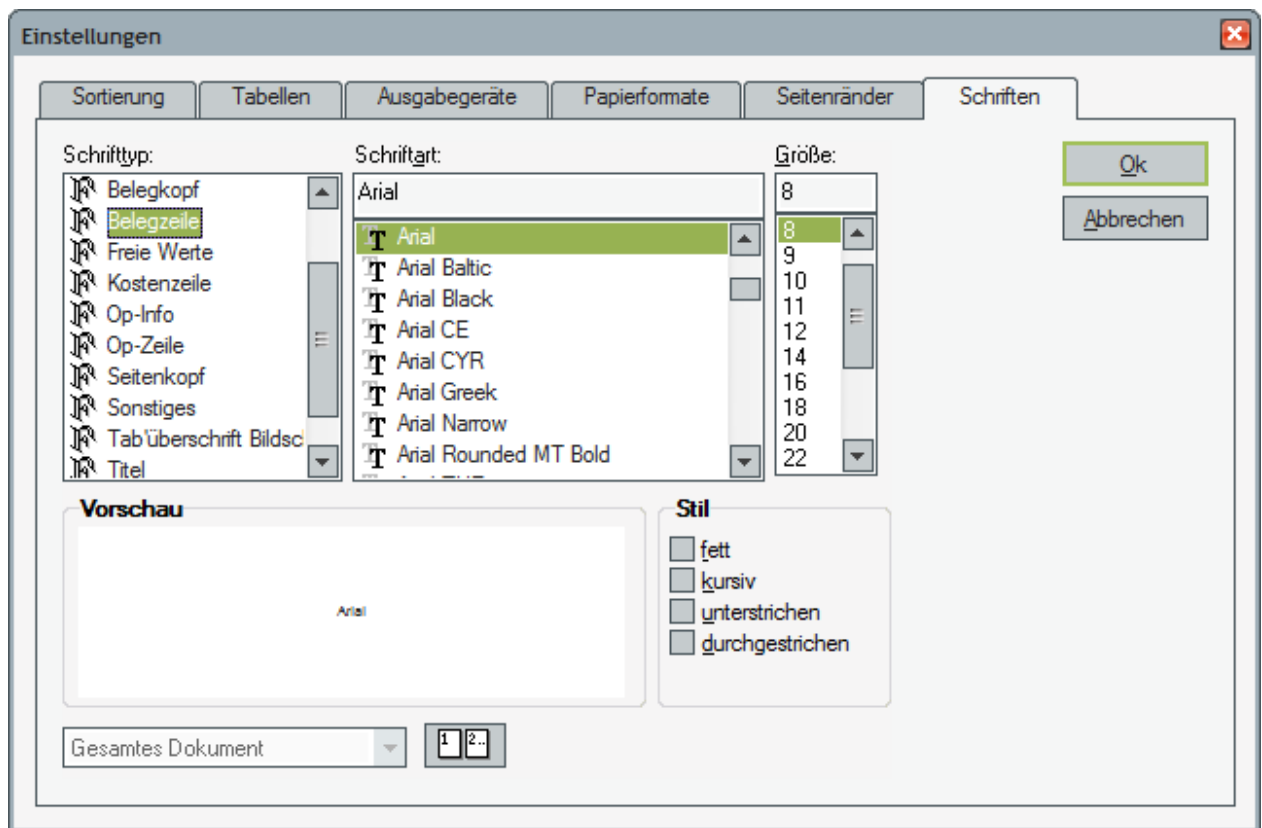 Einstellungen
Sortierung Tabellen Ausgabegeräte Papierformate Seitenränder Schriften
Schrifttyp:
Belegkopf
Belegzeile
Freie Werte
Kostenzeile
Op-Info
Op-Zeile
Seitenkopf
Sonstiges
Tab'überschrift Bildsc
Titel
Schriftart:
Arial
Arial
Arial Baltic
Arial Black
Arial CE
Arial CYR
Arial Greek
Arial Narrow
Arial Rounded MT Bold
Größe:
8
8
9
10
11
12
14
16
18
20
22
Ok
Abbrechen
Vorschau
Arial
Stil
fett
kursiv
unterstrichen
durchgestrichen
Gesamtes Dokument
1 2..